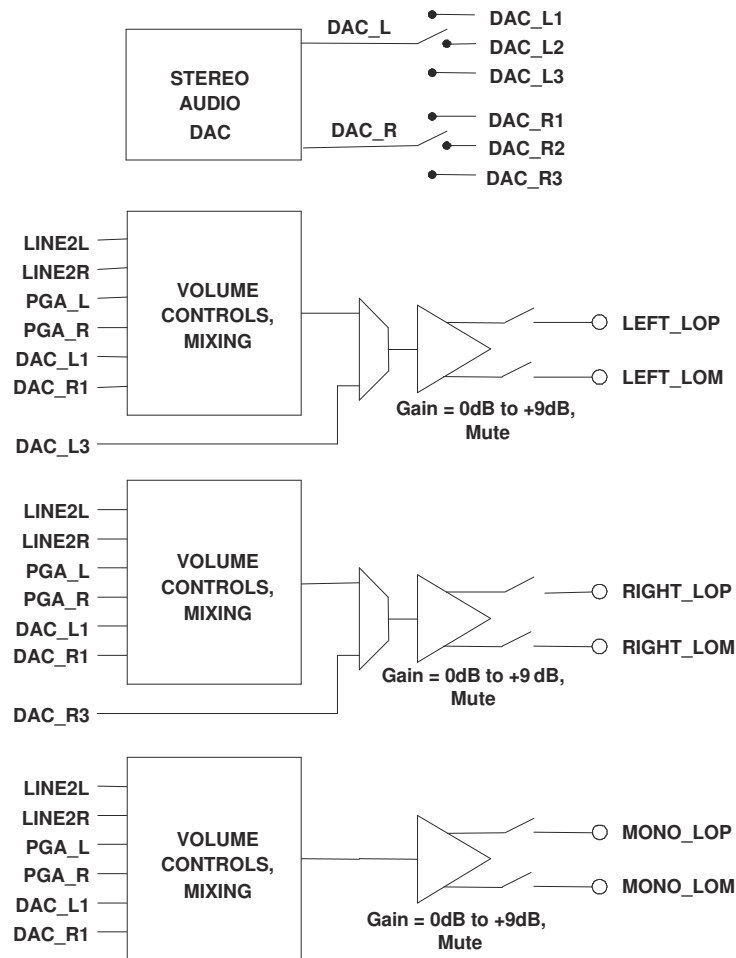 DAC_L
DAC_L1
DAC_L2
DAC_L3
STEREO
AUDIO
DAC
DAC_R
DAC_R1
DAC_R2
DAC_R3
LINE2L
LINE2R
PGA_L
PGA_R
DAC_L1
DAC_R1
VOLUME
CONTROLS,
MIXING
LEFT_LOP
LEFT_LOM
Gain = 0dB to +9dB,
Mute
DAC_L3
LINE2L
LINE2R
PGA_L
PGA_R
DAC_L1
DAC_R1
VOLUME
CONTROLS,
MIXING
RIGHT_LOP
RIGHT_LOM
Gain = 0dB to +9 dB,
Mute
DAC_R3
LINE2L
LINE2R
PGA_L
PGA_R
DAC_L1
DAC_R1
VOLUME
CONTROLS,
MIXING
MONO_LOP
MONO_LOM
Gain = 0dB to +9dB,
Mute